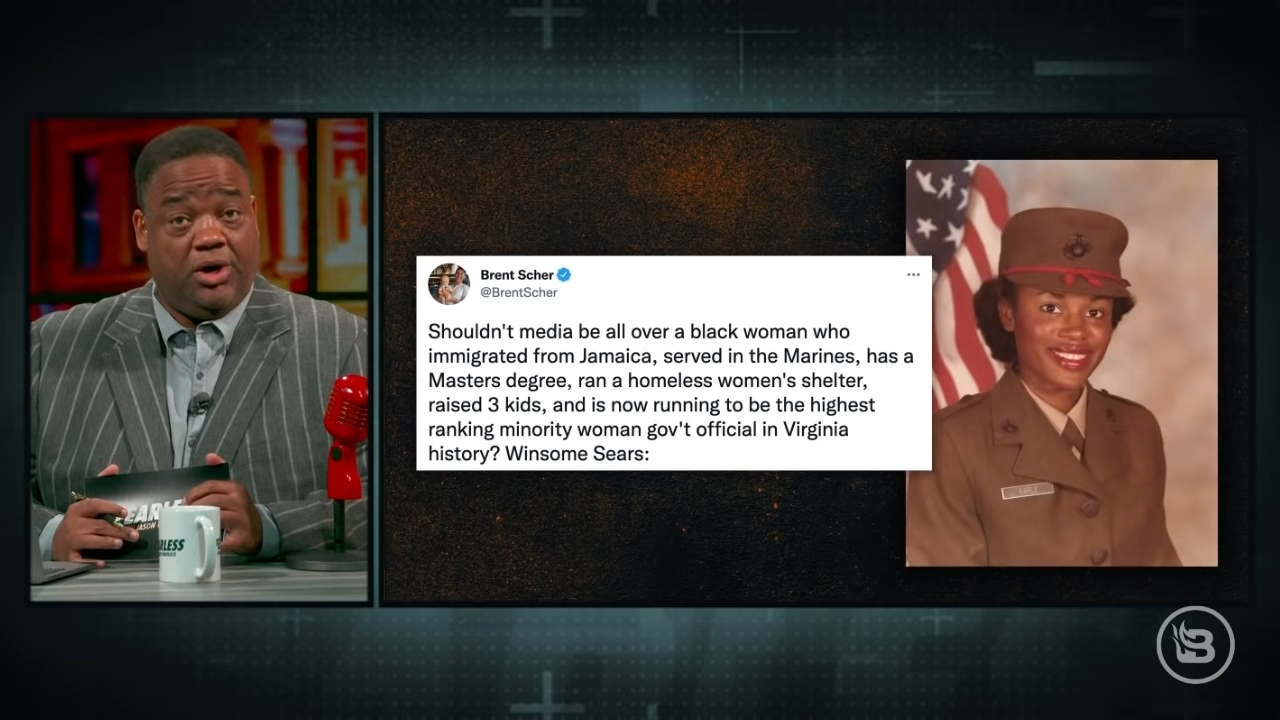 Brent Scher
@BrentScher
Shouldn't media be all over a black woman who
immigrated from Jamaica, served in the Marines, has a
Masters degree, ran a homeless women's shelter,
raised 3 kids, and is now running to be the highest
ranking minority woman gov't official in Virginia
history? Winsome Sears:
JASON
B